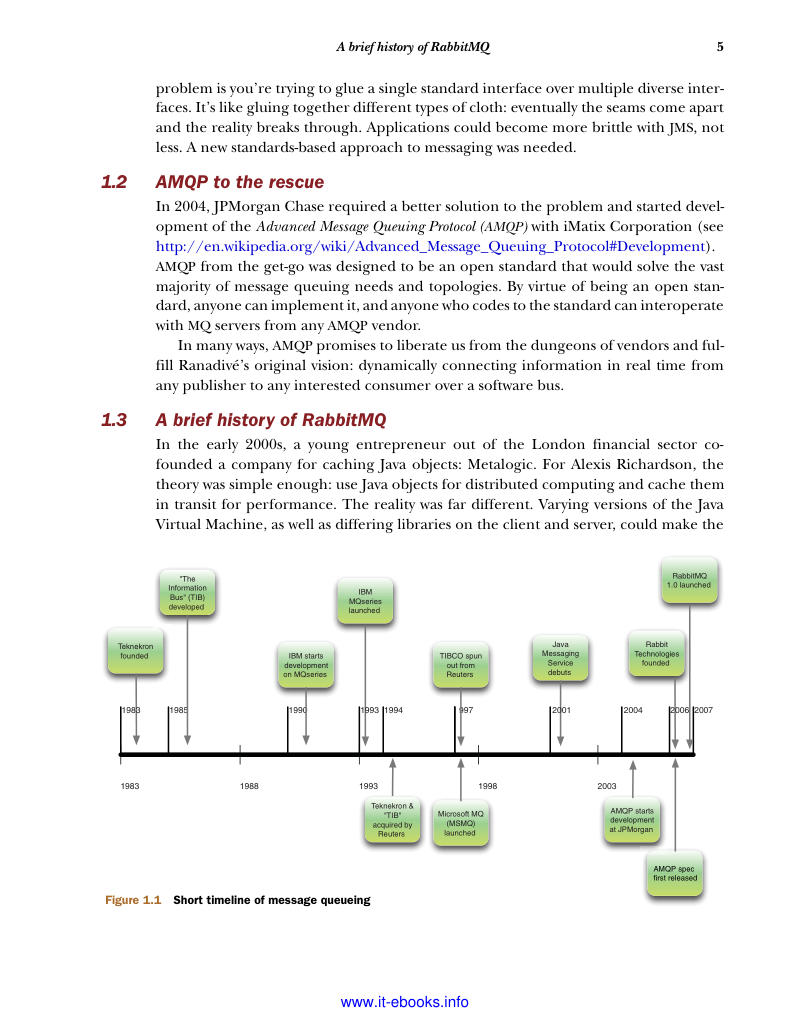 A brief history of RabbitMQ 5
problem is you're trying to glue a single standard interface over multiple diverse inter-
faces. It's like gluing together different types of cloth: eventually the seams come apart
and the reality breaks through. Applications could become more brittle with JMS, not
less. A new standards-based approach to messaging was needed.
1.2 AMQP to the rescue
In 2004, JPMorgan Chase required a better solution to the problem and started devel-
opment of the Advanced Message Queuing Protocol (AMQP) with iMatix Corporation (see
http://en.wikipedia.org/wiki/Advanced_Message_Queuing_Protocol#Development).
AMQP from the get-go was designed to be an open standard that would solve the vast
majority of message queuing needs and topologies. By virtue of being an open stan-
dard, anyone can implement it, and anyone who codes to the standard can interoperate
with MQ servers from any AMQP vendor.
In many ways, AMQP promises to liberate us from the dungeons of vendors and ful-
fill Ranadivé's original vision: dynamically connecting information in real time from
any publisher to any interested consumer over a software bus.
1.3 A brief history of RabbitMQ
In the early 2000s, a young entrepreneur out of the London financial sector co-
founded a company for caching Java objects: Metalogic. For Alexis Richardson, the
theory was simple enough: use Java objects for distributed computing and cache them
in transit for performance. The reality was far different. Varying versions of the Java
Virtual Machine, as well as differing libraries on the client and server, could make the
Teknekron
founded
"The
Information
Bus" (TIB)
developed
IBM starts
development
on MQseries
IBM
MQseries
launched
TIBCO spun
out from
Reuters
Java
Messaging
Service
debuts
Rabbit
Technologies
founded
RabbitMQ
1.0 launched
1983 1985 1990 1993 1994 997 2001 2004 2006 2007
1983 1988 1993 1998 2003
Teknekron &
"TIB"
acquired by
Reuters
Microsoft MQ
(MSMQ)
launched
AMQP starts
development
at JPMorgan
AMQP spec
first released
Figure 1.1 Short timeline of message queueing
www.it-ebooks.info